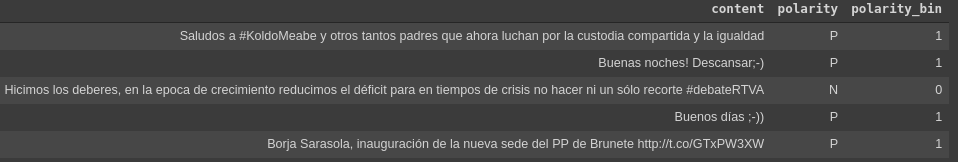 content polarity polarity_bin
Saludos a #KoldoMeabe y otros tantos padres que ahora luchan por la custodia compartida y la igualdad P 1
Buenas noches! Descansar;-) P 1
Hicimos los deberes, en la epoca de crecimiento reducimos el déficit para en tiempos de crisis no hacer ni un sólo recorte #debateRTVA N 0
Buenos días ;-)) P 1
Borja Sarasola, inauguración de la nueva sede del PP de Brunete http://t.co/GTxPW3XW P 1